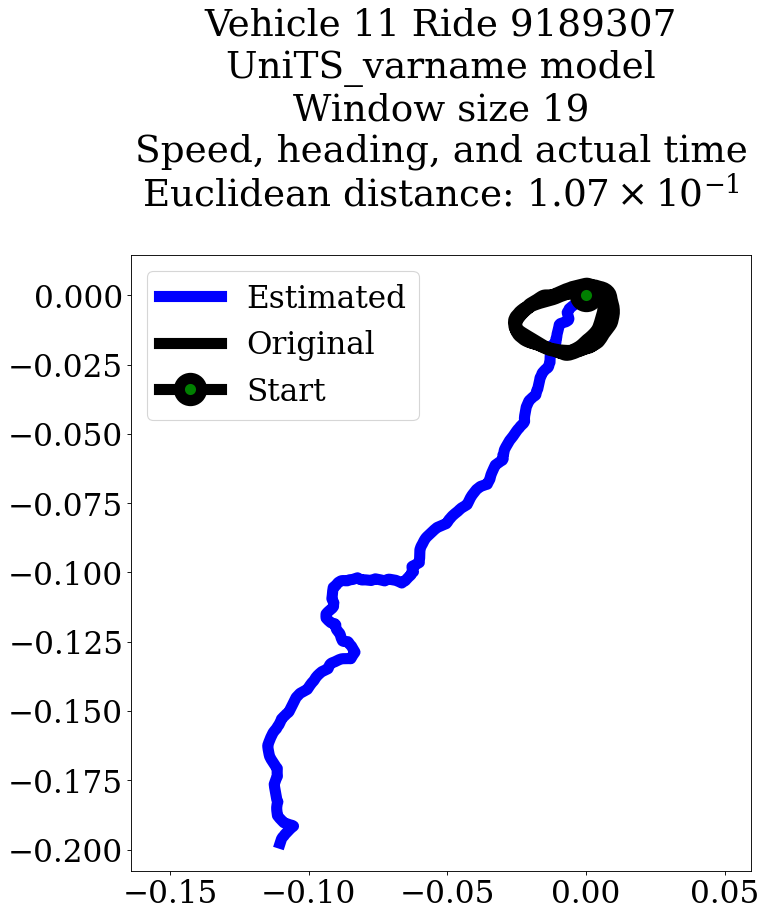 Vehicle 11 Ride 9189307
UniTS_varname model
Window size 19
Speed, heading, and actual time
Euclidean distance: 1.07 × 10⁻¹
Estimated
Original
Start
0.000
−0.025
−0.050
−0.075
−0.100
−0.125
−0.150
−0.175
−0.200
−0.15 −0.10 −0.05 0.00 0.05